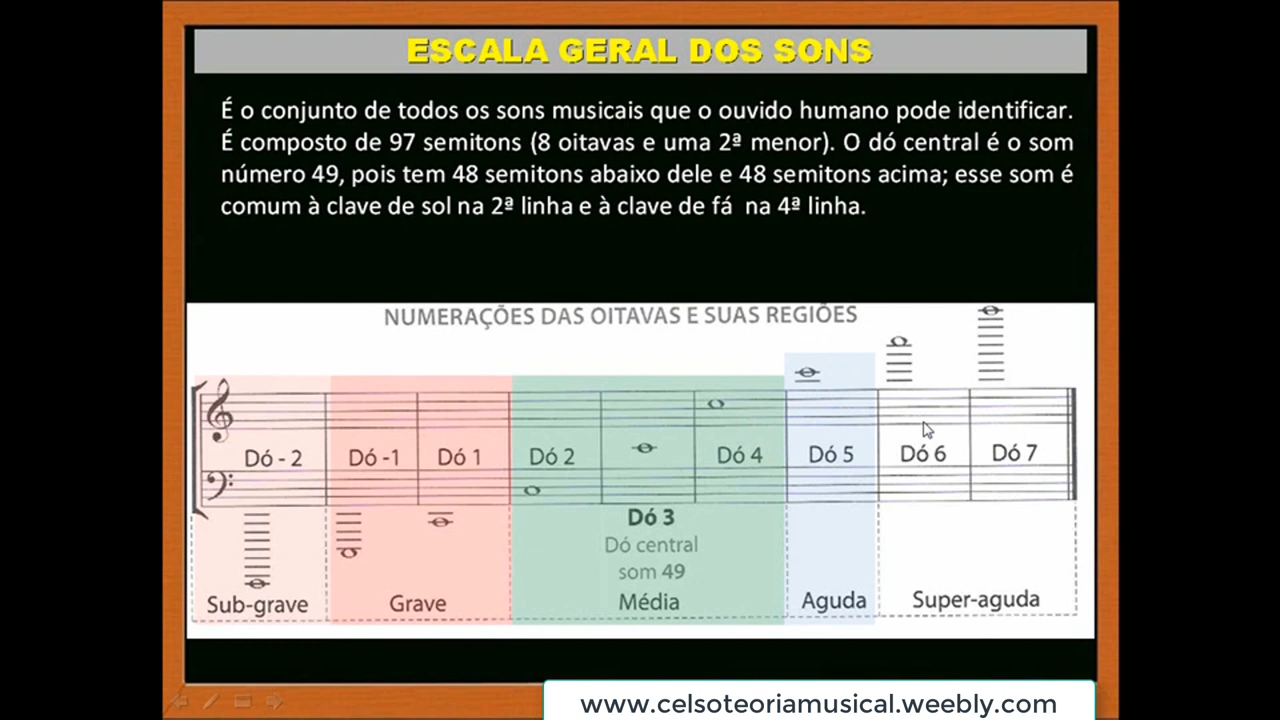 ESCALA GERAL DOS SONS
É o conjunto de todos os sons musicais que o ouvido humano pode identificar.
É composto de 97 semitons (8 oitavas e uma 2ª menor). O dó central é o som
número 49, pois tem 48 semitons abaixo dele e 48 semitons acima; esse som é
comum à clave de sol na 2ª linha e à clave de fá na 4ª linha.
NUMERAÇÕES DAS OITAVAS E SUAS REGIÕES
Dó - 2 Dó -1 Dó 1 Dó 2 Dó 4 Dó 5 Dó 6 Dó 7
Dó 3
Dó central
som 49
Sub-grave Grave Média Aguda Super-aguda
www.celsoteoriamusical.weebly.com